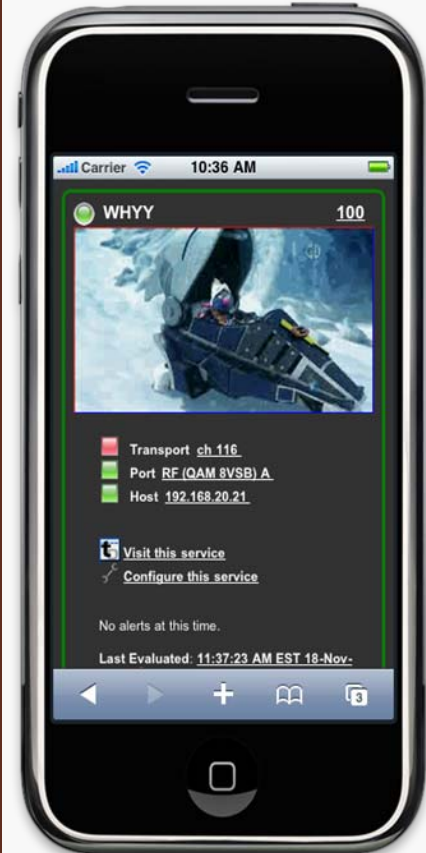 Carrier 10:36 AM
WHYY 100
Transport ch 116
Port RF (QAM 8VSB) A
Host 192.168.20.21
Visit this service
Configure this service
No alerts at this time.
Last Evaluated: 11:37:23 AM EST 18-Nov-
3